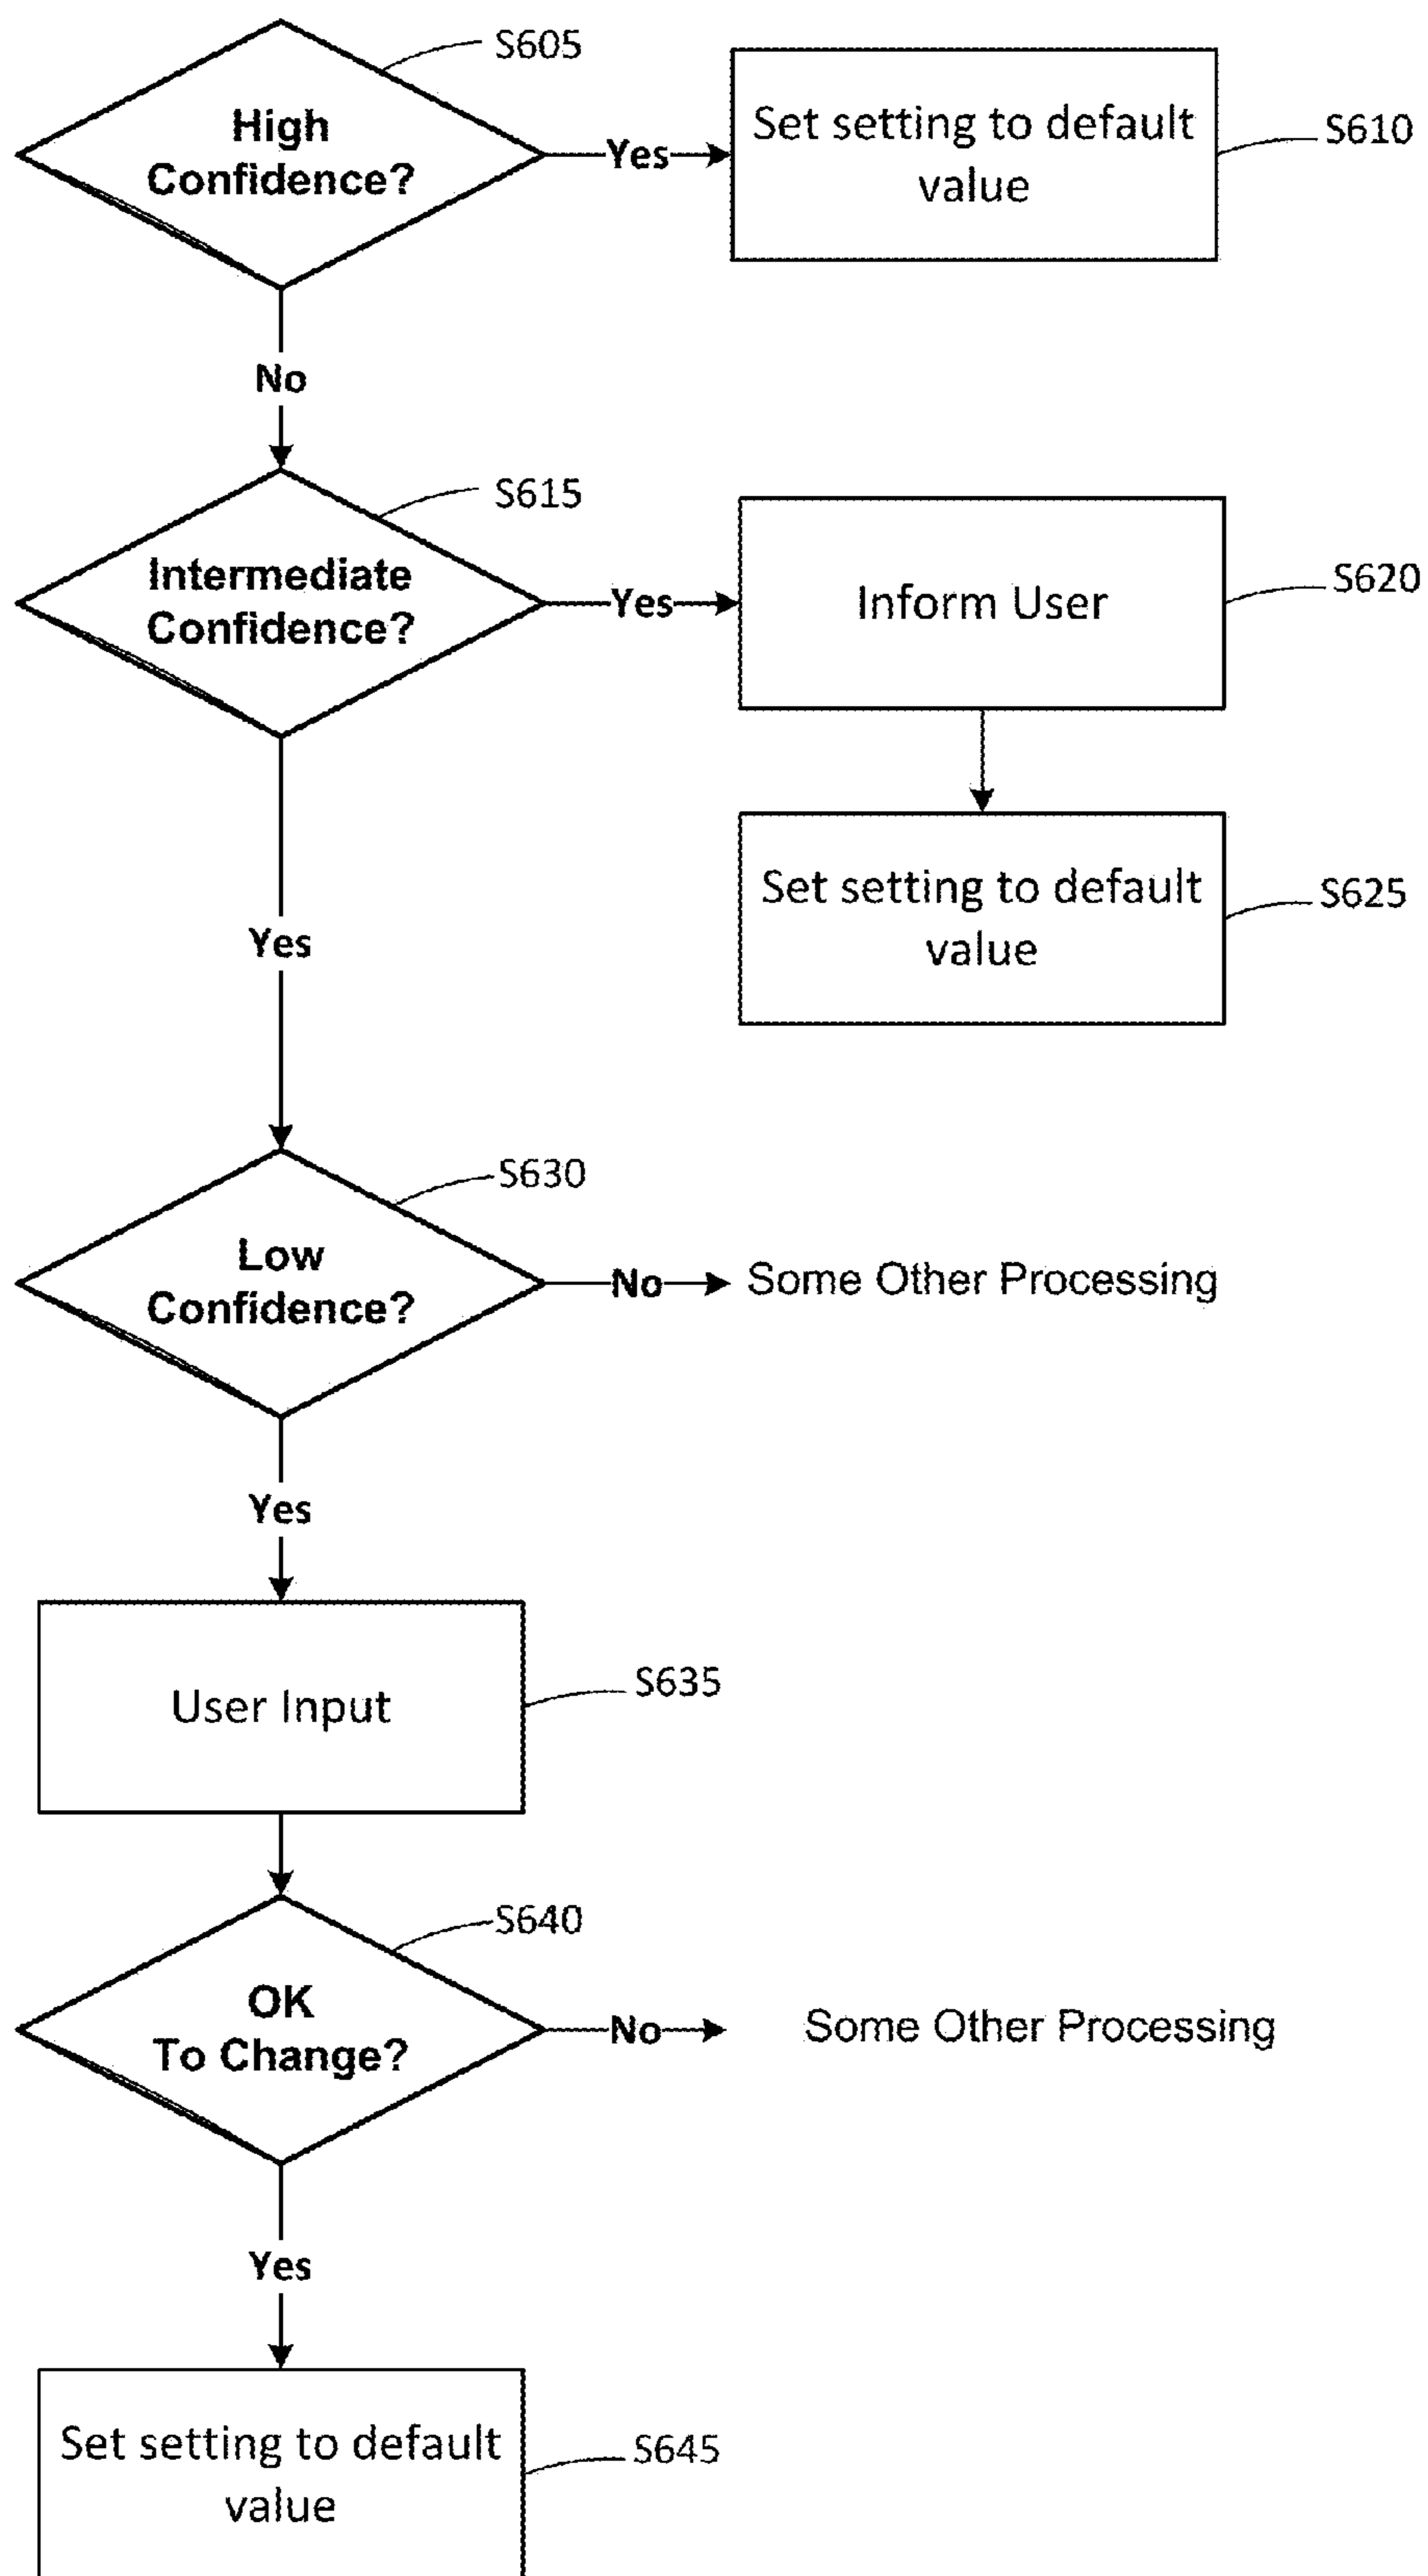 S605
High
Confidence?
Yes
Set setting to default
value
S610
No
S615
Intermediate
Confidence?
Yes
Inform User
S620
Set setting to default
value
S625
Yes
S630
Low
Confidence?
No
Some Other Processing
Yes
User Input
S635
S640
OK
To Change?
No
Some Other Processing
Yes
Set setting to default
value
S645